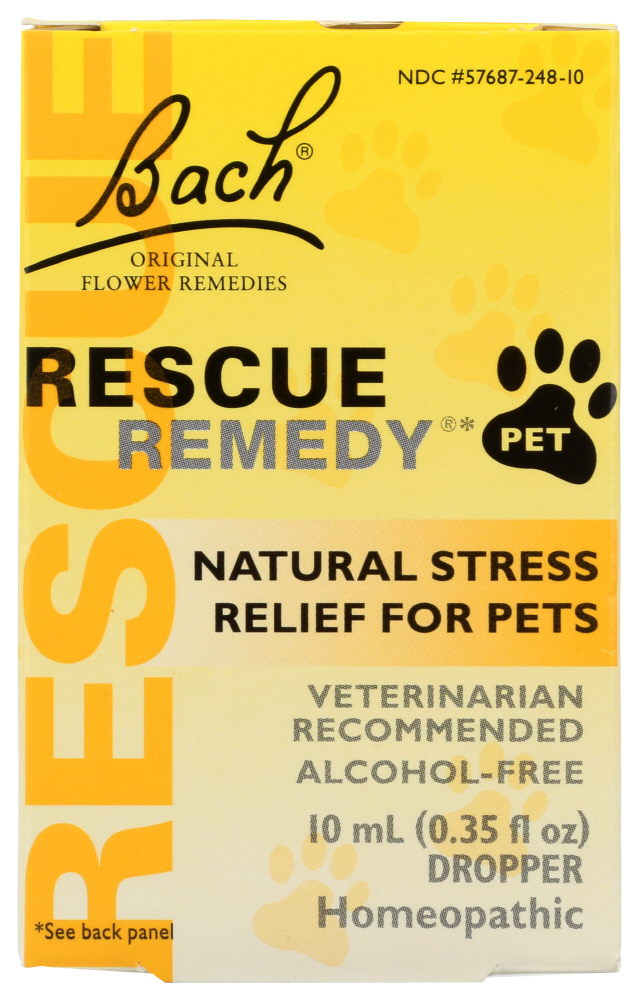 NDC #57687-248-10
Bach®
ORIGINAL
FLOWER REMEDIES
RESCUE
RESCUE
REMEDY®*
PET
NATURAL STRESS
RELIEF FOR PETS
VETERINARIAN
RECOMMENDED
ALCOHOL-FREE
10 mL (0.35 fl oz)
DROPPER
Homeopathic
*See back panel